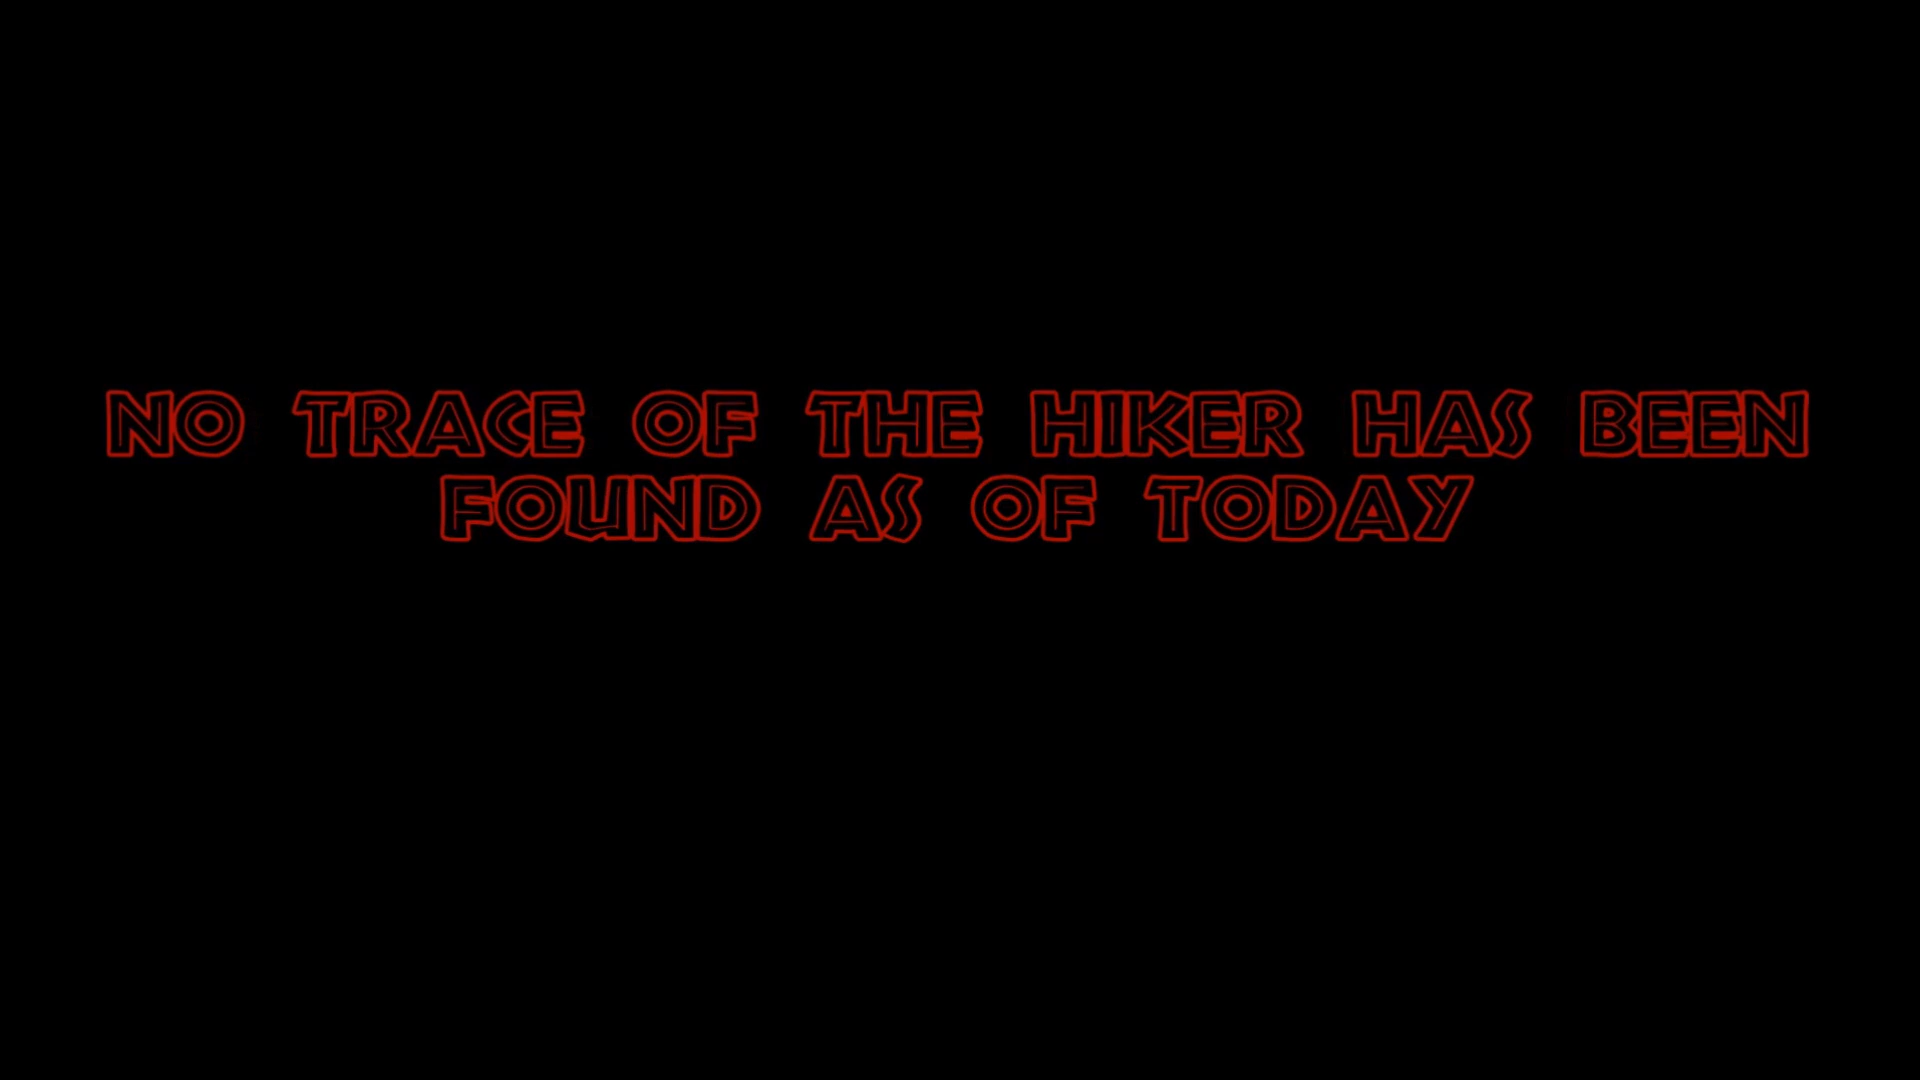 NO TRACE OF THE HIKER HAS BEEN
FOUND AS OF TODAY